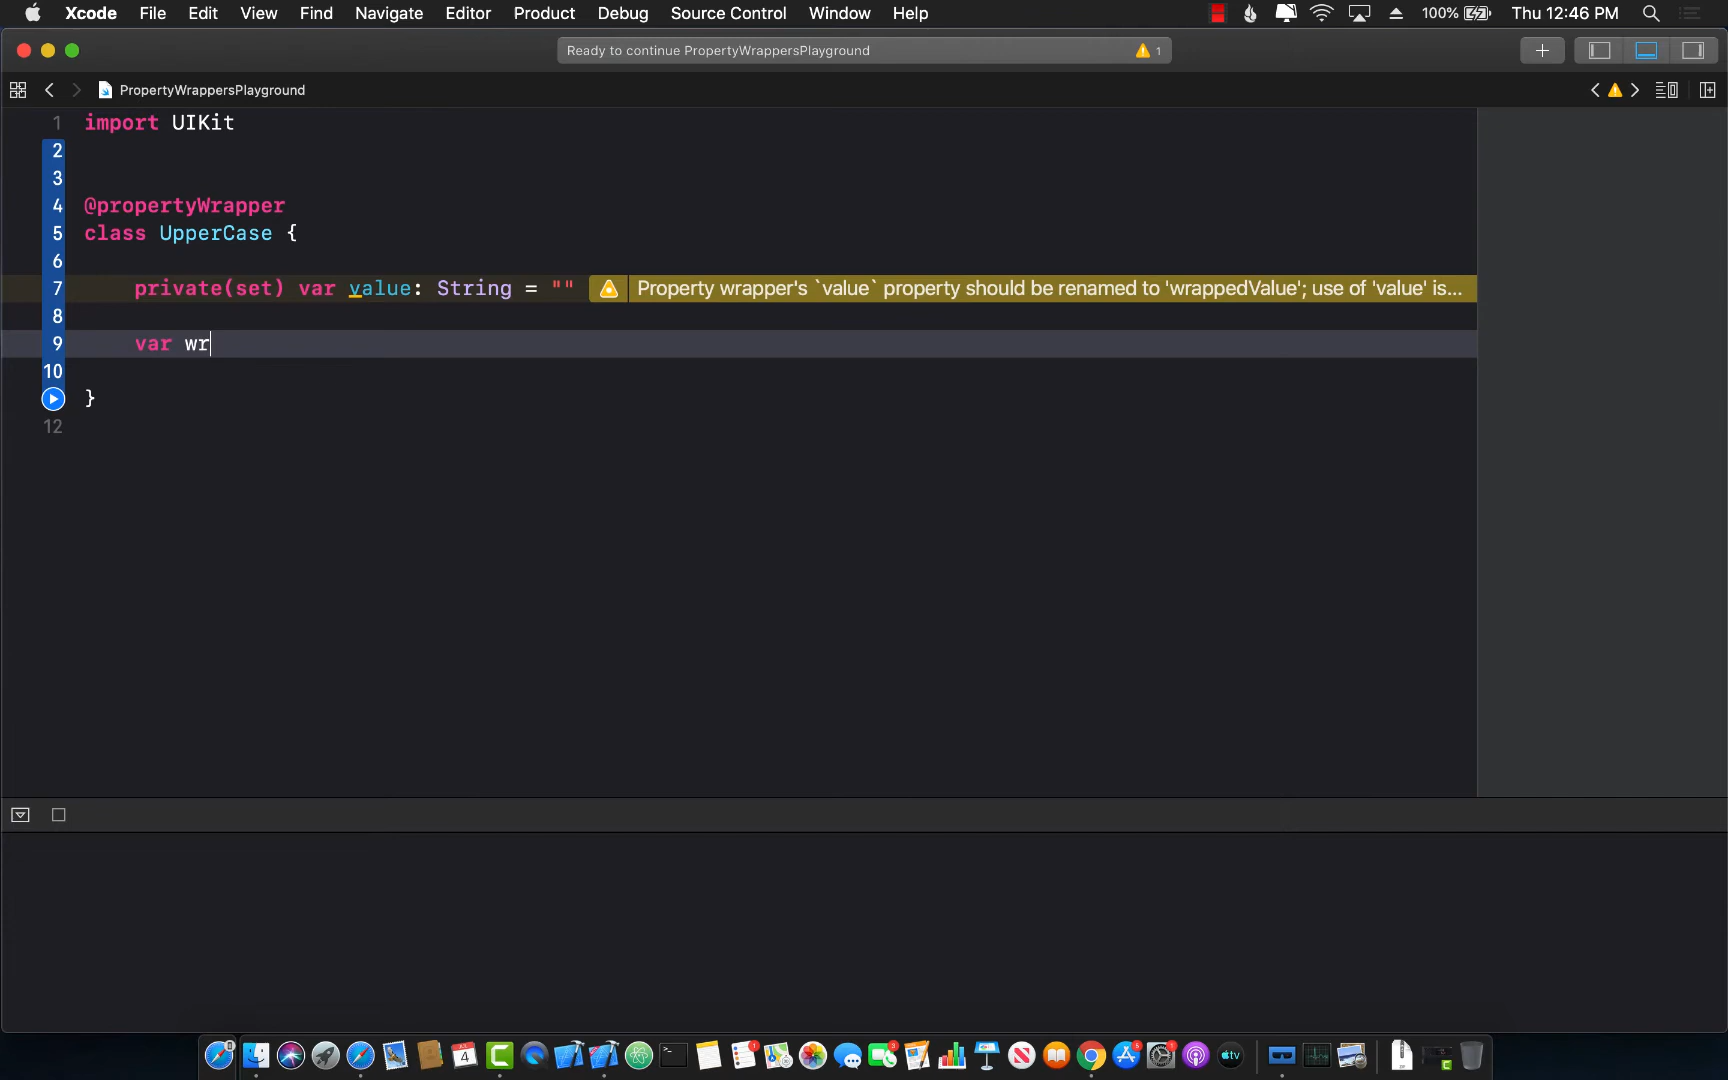 Xcode File Edit View Find Navigate Editor Product Debug Source Control Window Help 100% Thu 12:46 PM
Ready to continue PropertyWrappersPlayground 1
PropertyWrappersPlayground
1 import UIKit
2
3
4 @propertyWrapper
5 class UpperCase {
6
7 private(set) var value: String = "" Property wrapper's `value` property should be renamed to 'wrappedValue'; use of 'value' is...
8
9 var wr
10
}
12